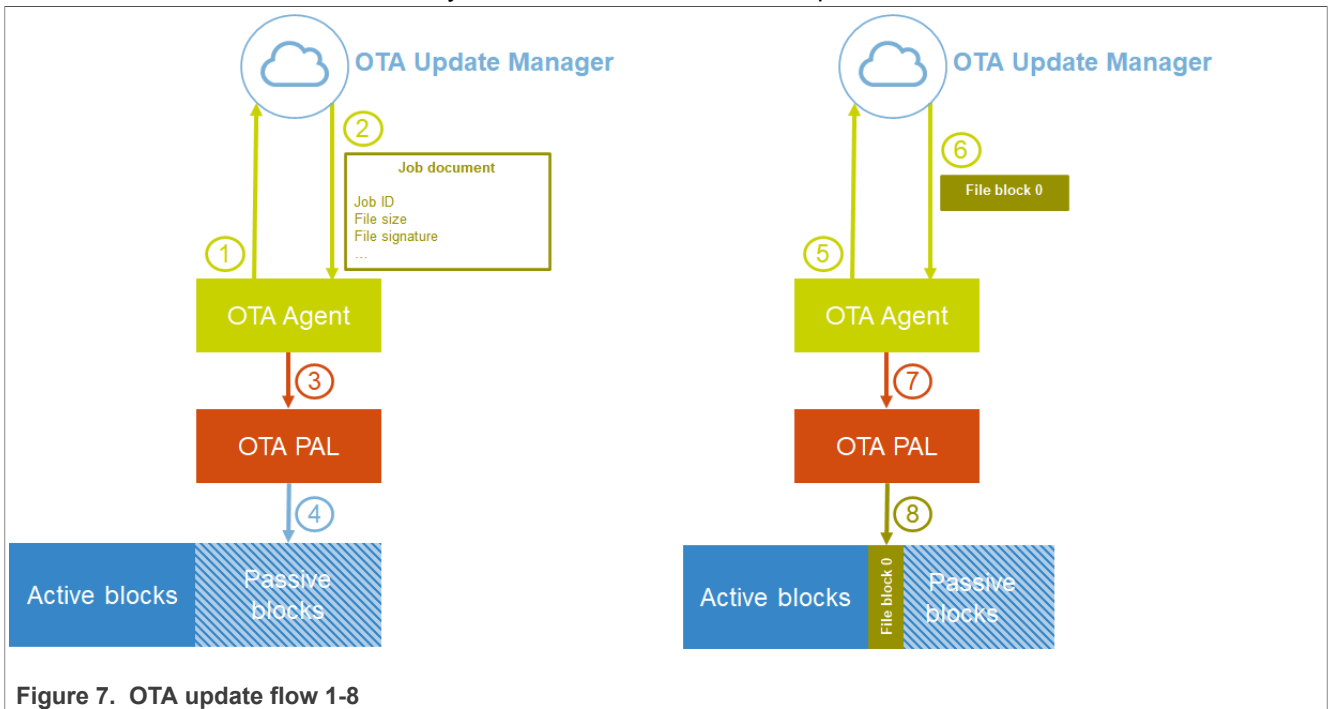 OTA Update Manager
2
Job document
Job ID
File size
File signature
...
1
OTA Agent
3
OTA PAL
4
Active blocks
Passive
blocks
OTA Update Manager
6
File block 0
5
OTA Agent
7
OTA PAL
8
Active blocks
File block 0
Passive
blocks
Figure 7. OTA update flow 1-8